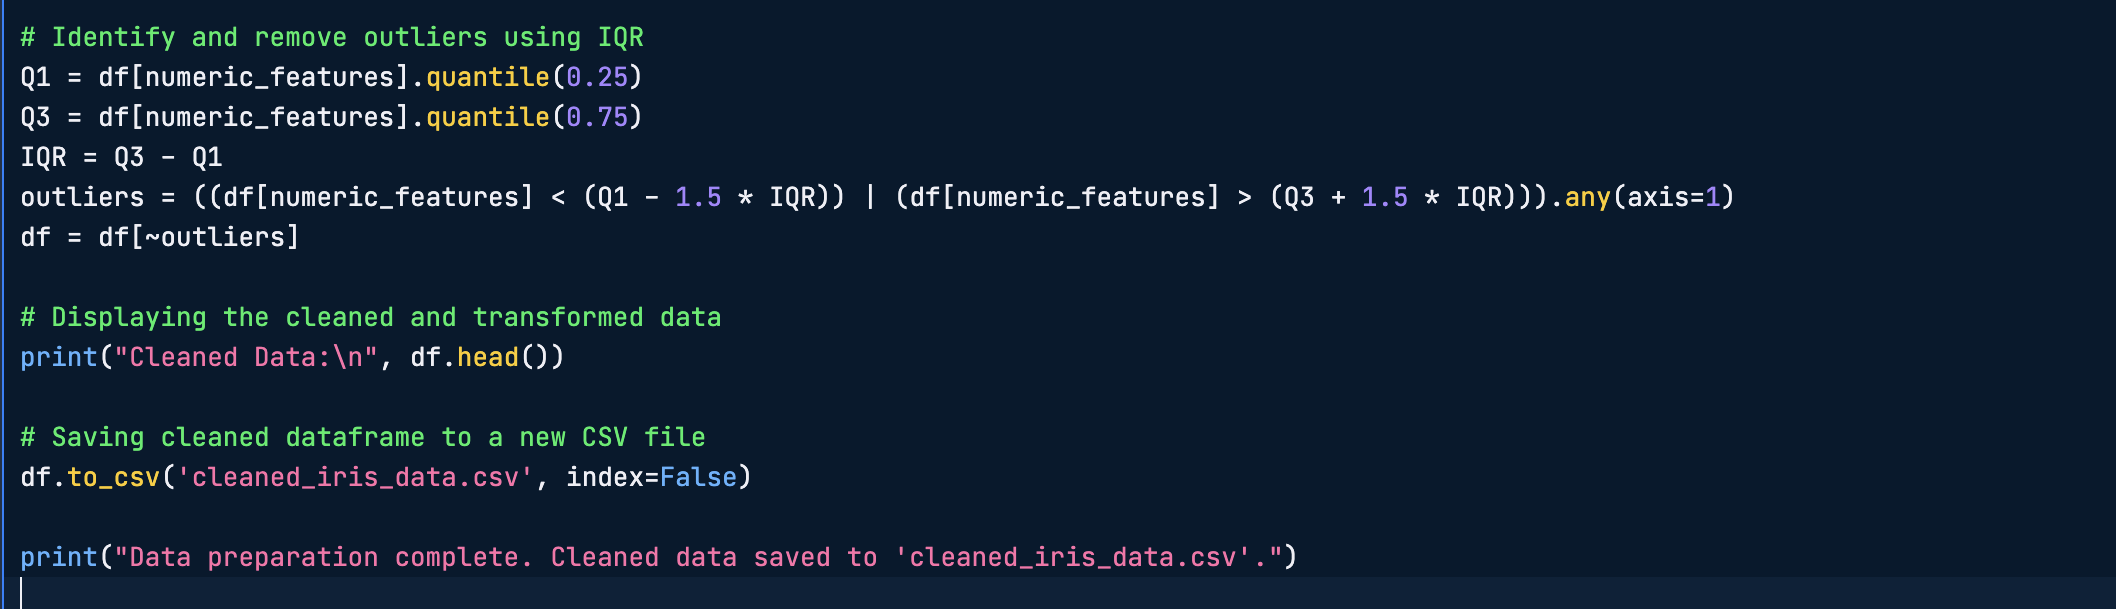 # Identify and remove outliers using IQR
Q1 = df[numeric_features].quantile(0.25)
Q3 = df[numeric_features].quantile(0.75)
IQR = Q3 - Q1
outliers = ((df[numeric_features] < (Q1 - 1.5 * IQR)) | (df[numeric_features] > (Q3 + 1.5 * IQR))).any(axis=1)
df = df[~outliers]
# Displaying the cleaned and transformed data
print("Cleaned Data:\n", df.head())
# Saving cleaned dataframe to a new CSV file
df.to_csv('cleaned_iris_data.csv', index=False)
print("Data preparation complete. Cleaned data saved to 'cleaned_iris_data.csv'.")